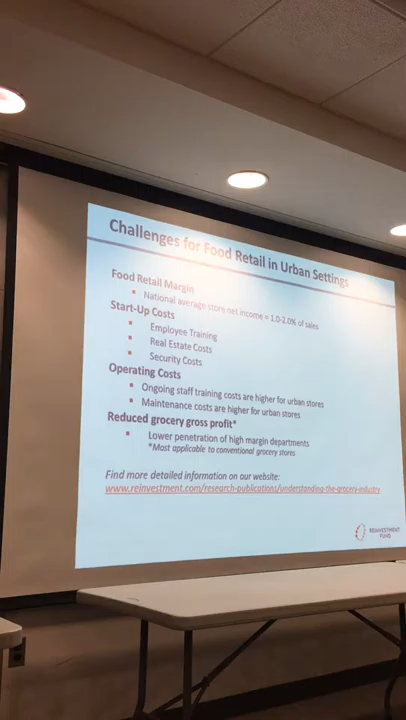 Challenges for Food Retail in Urban Settings
Food Retail Margin
National average store net income = 1.0-2.0% of sales
Start-Up Costs
Employee Training
Real Estate Costs
Security Costs
Operating Costs
Ongoing staff training costs are higher for urban stores
Maintenance costs are higher for urban stores
Reduced grocery gross profit*
Lower penetration of high margin departments
*Most applicable to conventional grocery stores
Find more detailed information on our website:
www.reinvestment.com/research-publications/understanding-the-grocery-industry
REINVESTMENT
FUND